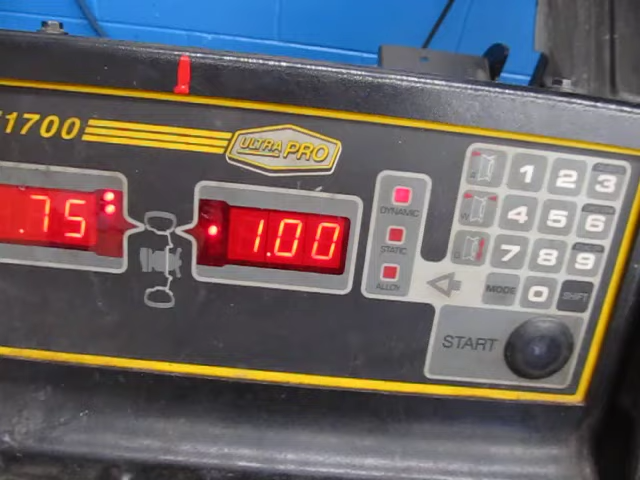 1700
ULTRA PRO
.75
1.00
DYNAMIC
STATIC
ALLOY
1 2 3
4 5 6
7 8 9
MODE 0 SHIFT
START